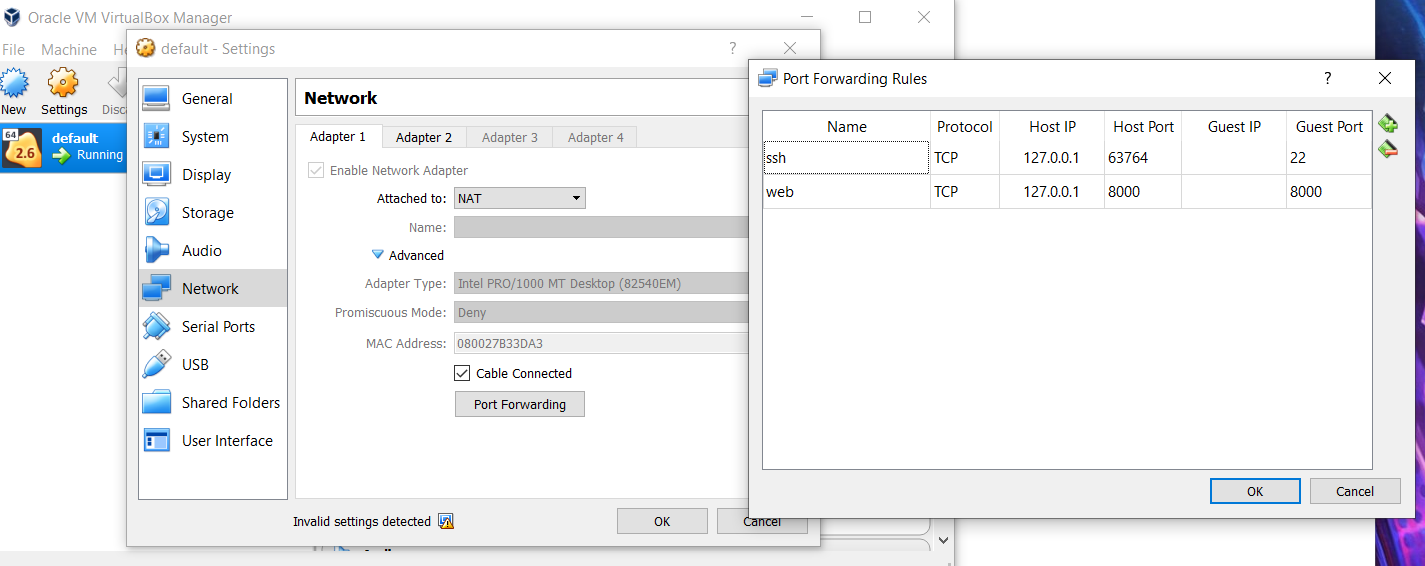 Oracle VM VirtualBox Manager
File Machine He
New Settings Disca
64
2.6
default
Running
default - Settings ?
General
System
Display
Storage
Audio
Network
Serial Ports
USB
Shared Folders
User Interface
Network
Adapter 1 Adapter 2 Adapter 3 Adapter 4
Enable Network Adapter
Attached to: NAT
Name:
Advanced
Adapter Type: Intel PRO/1000 MT Desktop (82540EM)
Promiscuous Mode: Deny
MAC Address: 080027B33DA3
Cable Connected
Port Forwarding
Invalid settings detected OK Cancel
Port Forwarding Rules ?
Name Protocol Host IP Host Port Guest IP Guest Port
ssh TCP 127.0.0.1 63764 22
web TCP 127.0.0.1 8000 8000
OK Cancel